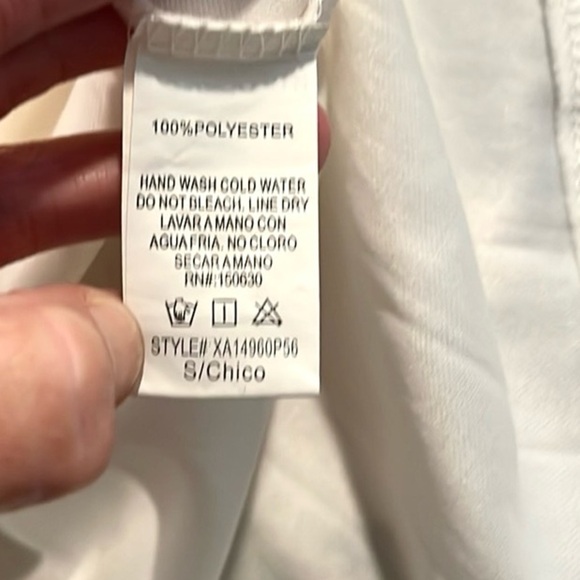 100%POLYESTER
HAND WASH COLD WATER
DO NOT BLEACH, LINE DRY
LAVAR A MANO CON
AGUA FRIA, NO CLORO
SECAR A MANO
RN#:150630
STYLE# XA14960P56
S/Chico